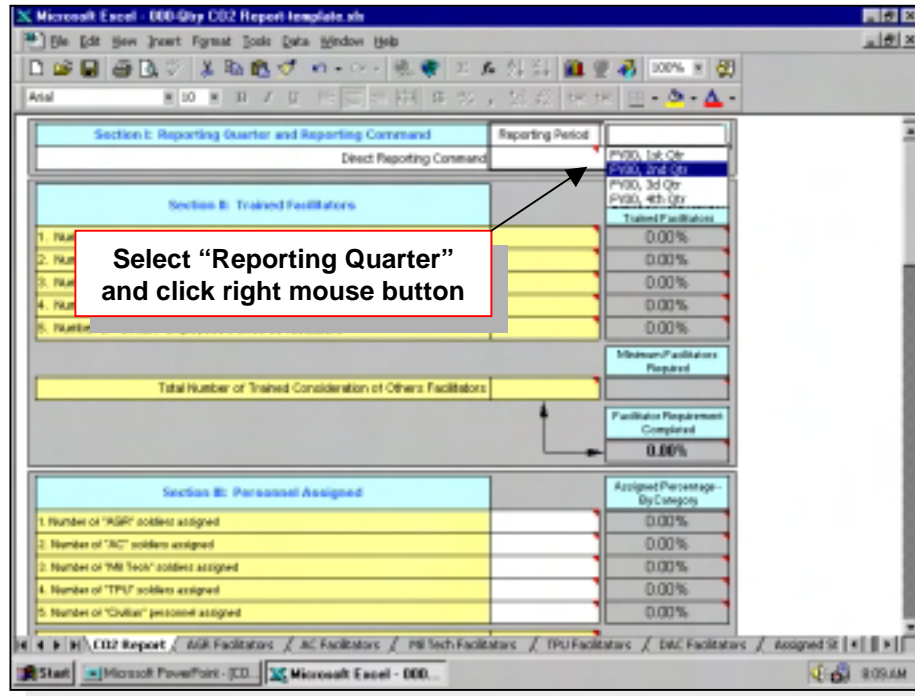 Microsoft Excel - 000-Qtry CO2 Report-template.xls
File Edit View Insert Format Tools Data Window Help
100%
Arial 10
Section I: Reporting Quarter and Reporting Command Reporting Period
Direct Reporting Command
FY00, 1st Qtr
FY00, 2nd Qtr
FY00, 3d Qtr
FY00, 4th Qtr
Section II: Trained Facilitators
Trained Facilitators
1. 0.00%
2. 0.00%
3. 0.00%
4. 0.00%
5. 0.00%
Select “Reporting Quarter”
and click right mouse button
Minimum Facilitators
Required
Total Number of Trained Consideration of Others Facilitators
Facilitator Requirement
Completed
0.00%
Section III: Personnel Assigned
Assigned Percentage--
By Category
1. Number of "AGR" soldiers assigned 0.00%
2. Number of "AC" soldiers assigned 0.00%
3. Number of "Mil Tech" soldiers assigned 0.00%
4. Number of "TPU" soldiers assigned 0.00%
5. Number of "Civilian" personnel assigned 0.00%
CO2 Report / AGR Facilitators / AC Facilitators / Mil Tech Facilitators / TPU Facilitators / DAC Facilitators / Assigned St
Start Microsoft PowerPoint - [CO... Microsoft Excel - 000... 8:09 AM